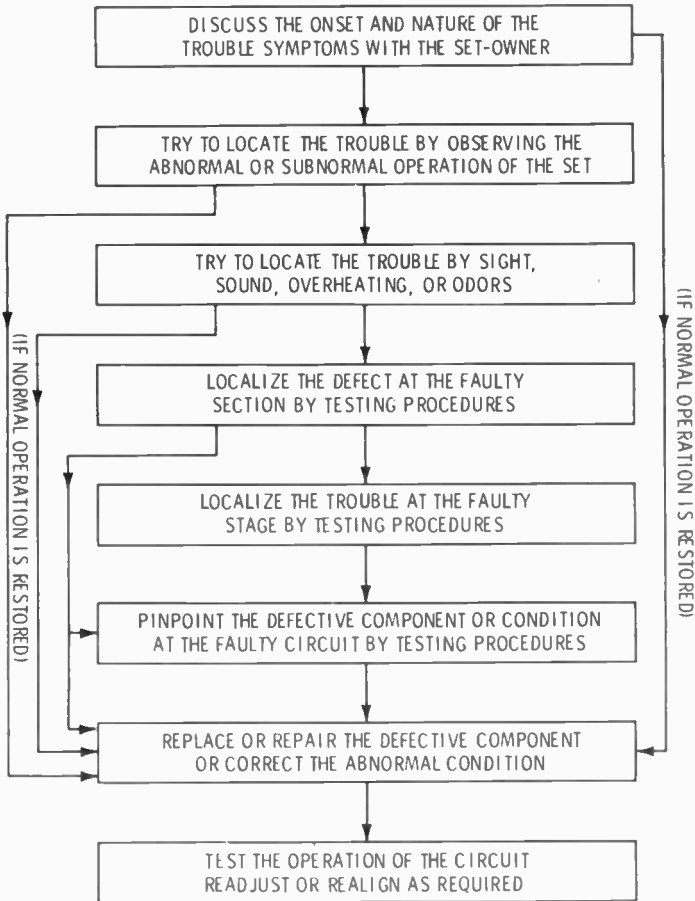 DISCUSS THE ONSET AND NATURE OF THE
TROUBLE SYMPTOMS WITH THE SET-OWNER
TRY TO LOCATE THE TROUBLE BY OBSERVING THE
ABNORMAL OR SUBNORMAL OPERATION OF THE SET
TRY TO LOCATE THE TROUBLE BY SIGHT,
SOUND, OVERHEATING, OR ODORS
(IF NORMAL OPERATION IS RESTORED)
(IF NORMAL OPERATION IS RESTORED)
LOCALIZE THE DEFECT AT THE FAULTY
SECTION BY TESTING PROCEDURES
LOCALIZE THE TROUBLE AT THE FAULTY
STAGE BY TESTING PROCEDURES
PINPOINT THE DEFECTIVE COMPONENT OR CONDITION
AT THE FAULTY CIRCUIT BY TESTING PROCEDURES
REPLACE OR REPAIR THE DEFECTIVE COMPONENT
OR CORRECT THE ABNORMAL CONDITION
TEST THE OPERATION OF THE CIRCUIT
READJUST OR REALIGN AS REQUIRED